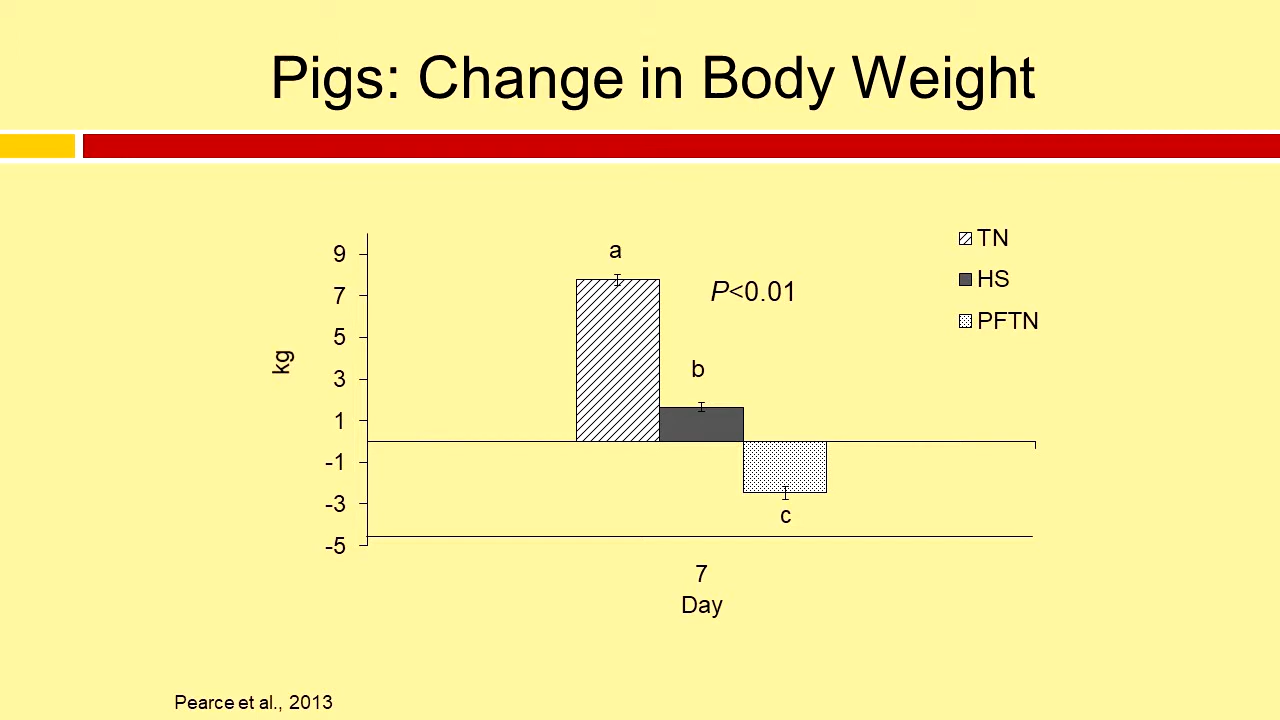 Pigs: Change in Body Weight
9
7
5
3
1
-1
-3
-5
kg
a
b
c
P<0.01
TN
HS
PFTN
7
Day
Pearce et al., 2013